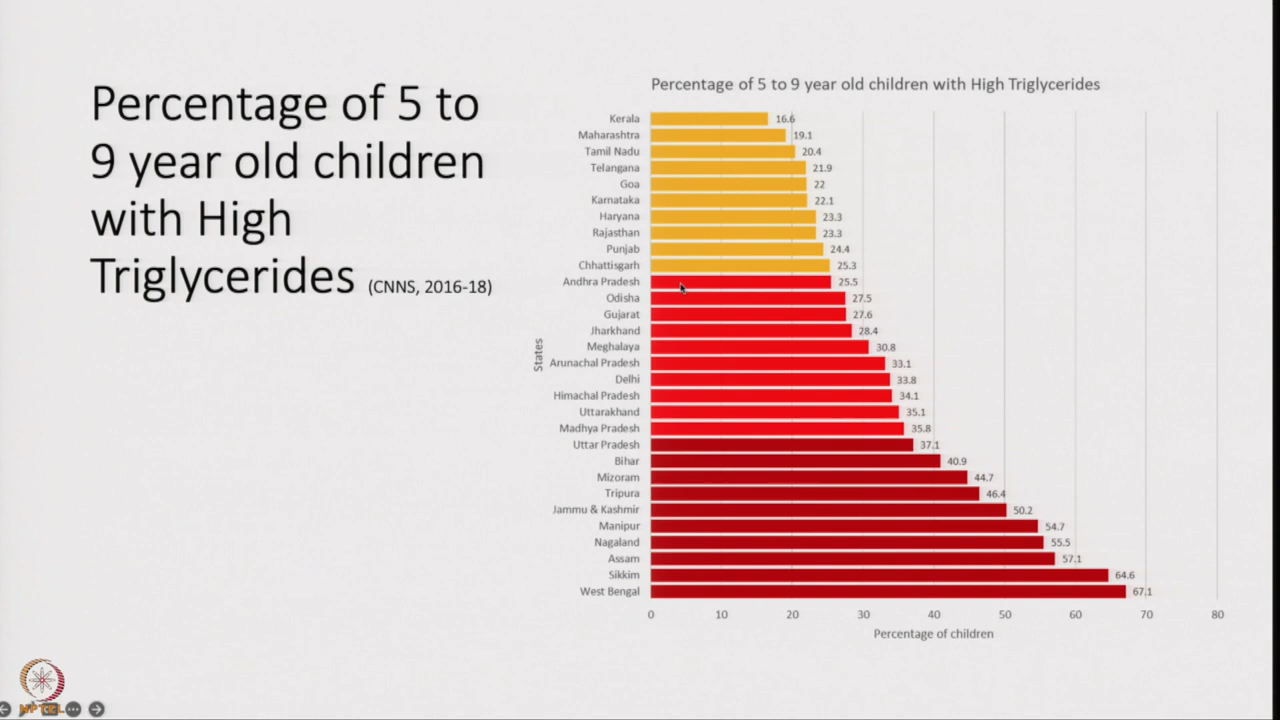 Percentage of 5 to
9 year old children
with High
Triglycerides (CNNS, 2016-18)
Percentage of 5 to 9 year old children with High Triglycerides
States
Kerala 16.6
Maharashtra 19.1
Tamil Nadu 20.4
Telangana 21.9
Goa 22
Karnataka 22.1
Haryana 23.3
Rajasthan 23.3
Punjab 24.4
Chhattisgarh 25.3
Andhra Pradesh 25.5
Odisha 27.5
Gujarat 27.6
Jharkhand 28.4
Meghalaya 30.8
Arunachal Pradesh 33.1
Delhi 33.8
Himachal Pradesh 34.1
Uttarakhand 35.1
Madhya Pradesh 35.8
Uttar Pradesh 37.1
Bihar 40.9
Mizoram 44.7
Tripura 46.4
Jammu & Kashmir 50.2
Manipur 54.7
Nagaland 55.5
Assam 57.1
Sikkim 64.6
West Bengal 67.1
0 10 20 30 40 50 60 70 80
Percentage of children
NPTEL